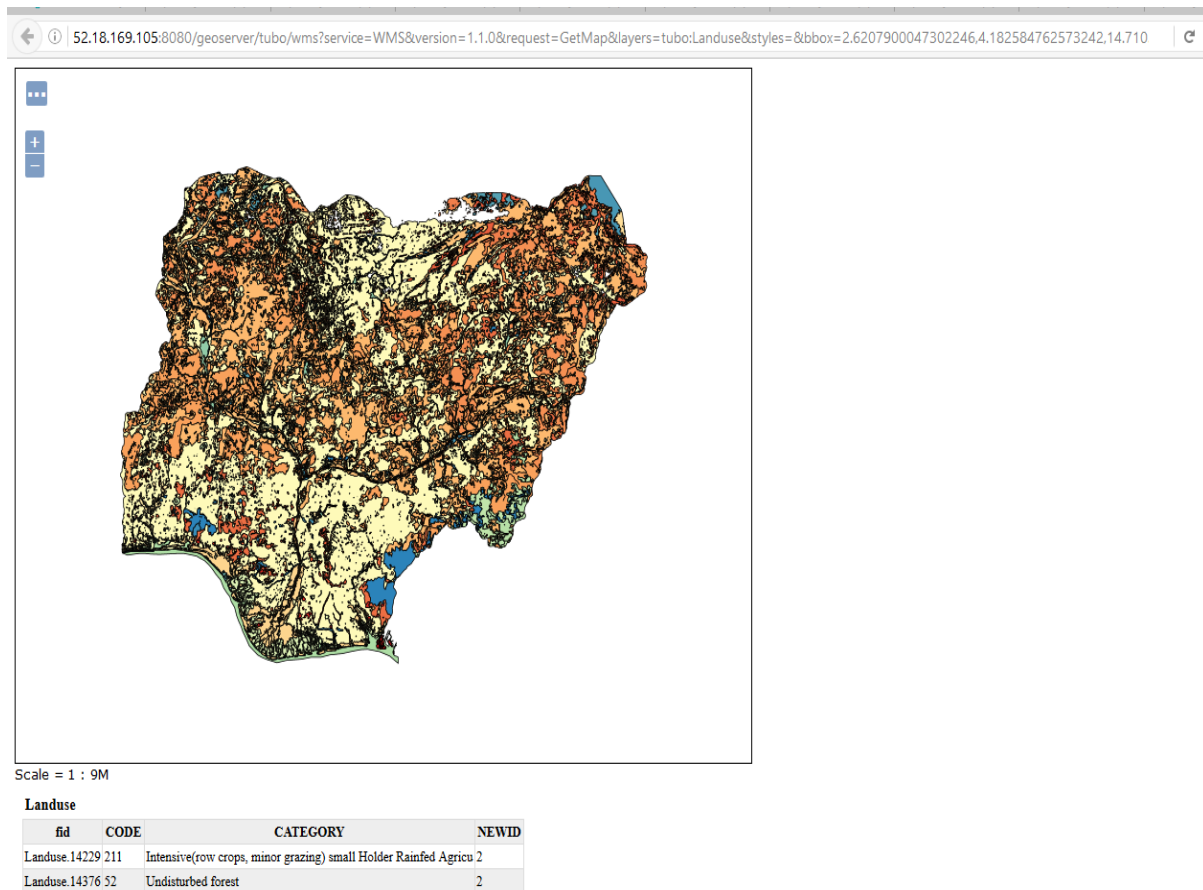 52.18.169.105:8080/geoserver/tubo/wms?service=WMS&version=1.1.0&request=GetMap&layers=tubo:Landuse&styles=&bbox=2.6207900047302246,4.182584762573242,14.710
+
−
Scale = 1 : 9M
Landuse
fid CODE CATEGORY NEWID
Landuse.14229 211 Intensive(row crops, minor grazing) small Holder Rainfed Agricu 2
Landuse.14376 52 Undisturbed forest 2